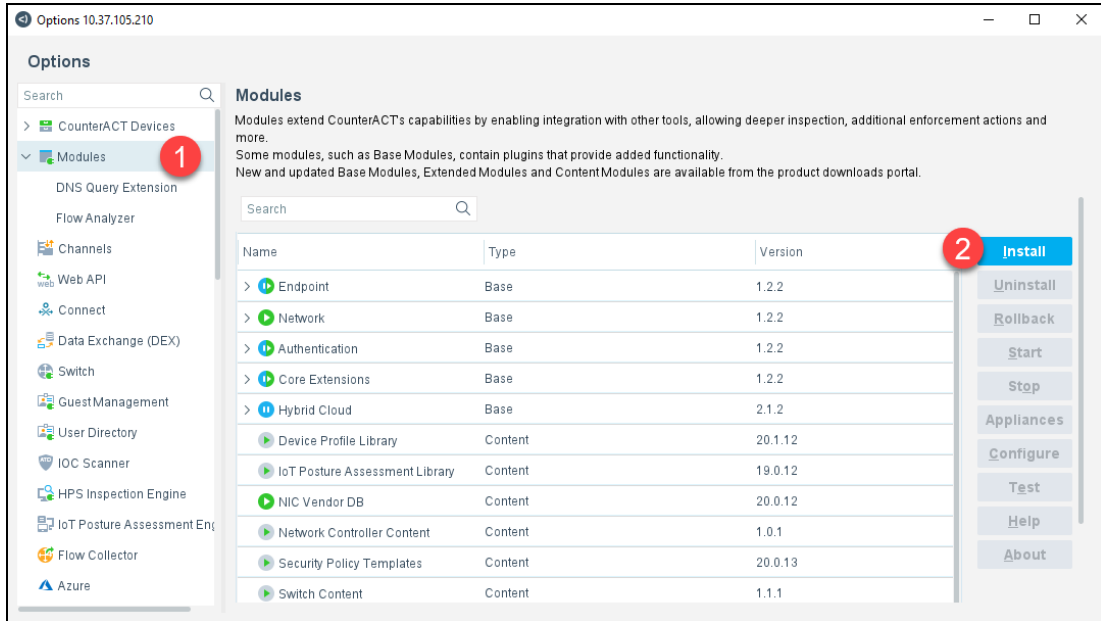 Options 10.37.105.210
Options
Search
CounterACT Devices
Modules
1
DNS Query Extension
Flow Analyzer
Channels
web Web API
Connect
Data Exchange (DEX)
Switch
Guest Management
User Directory
ATD IOC Scanner
HPS Inspection Engine
IoT Posture Assessment Eng
Flow Collector
Azure
Modules
Modules extend CounterACT's capabilities by enabling integration with other tools, allowing deeper inspection, additional enforcement actions and
more.
Some modules, such as Base Modules, contain plugins that provide added functionality.
New and updated Base Modules, Extended Modules and Content Modules are available from the product downloads portal.
Search
Name Type Version
Endpoint Base 1.2.2
Network Base 1.2.2
Authentication Base 1.2.2
Core Extensions Base 1.2.2
Hybrid Cloud Base 2.1.2
Device Profile Library Content 20.1.12
IoT Posture Assessment Library Content 19.0.12
NIC Vendor DB Content 20.0.12
Network Controller Content Content 1.0.1
Security Policy Templates Content 20.0.13
Switch Content Content 1.1.1
2
Install
Uninstall
Rollback
Start
Stop
Appliances
Configure
Test
Help
About